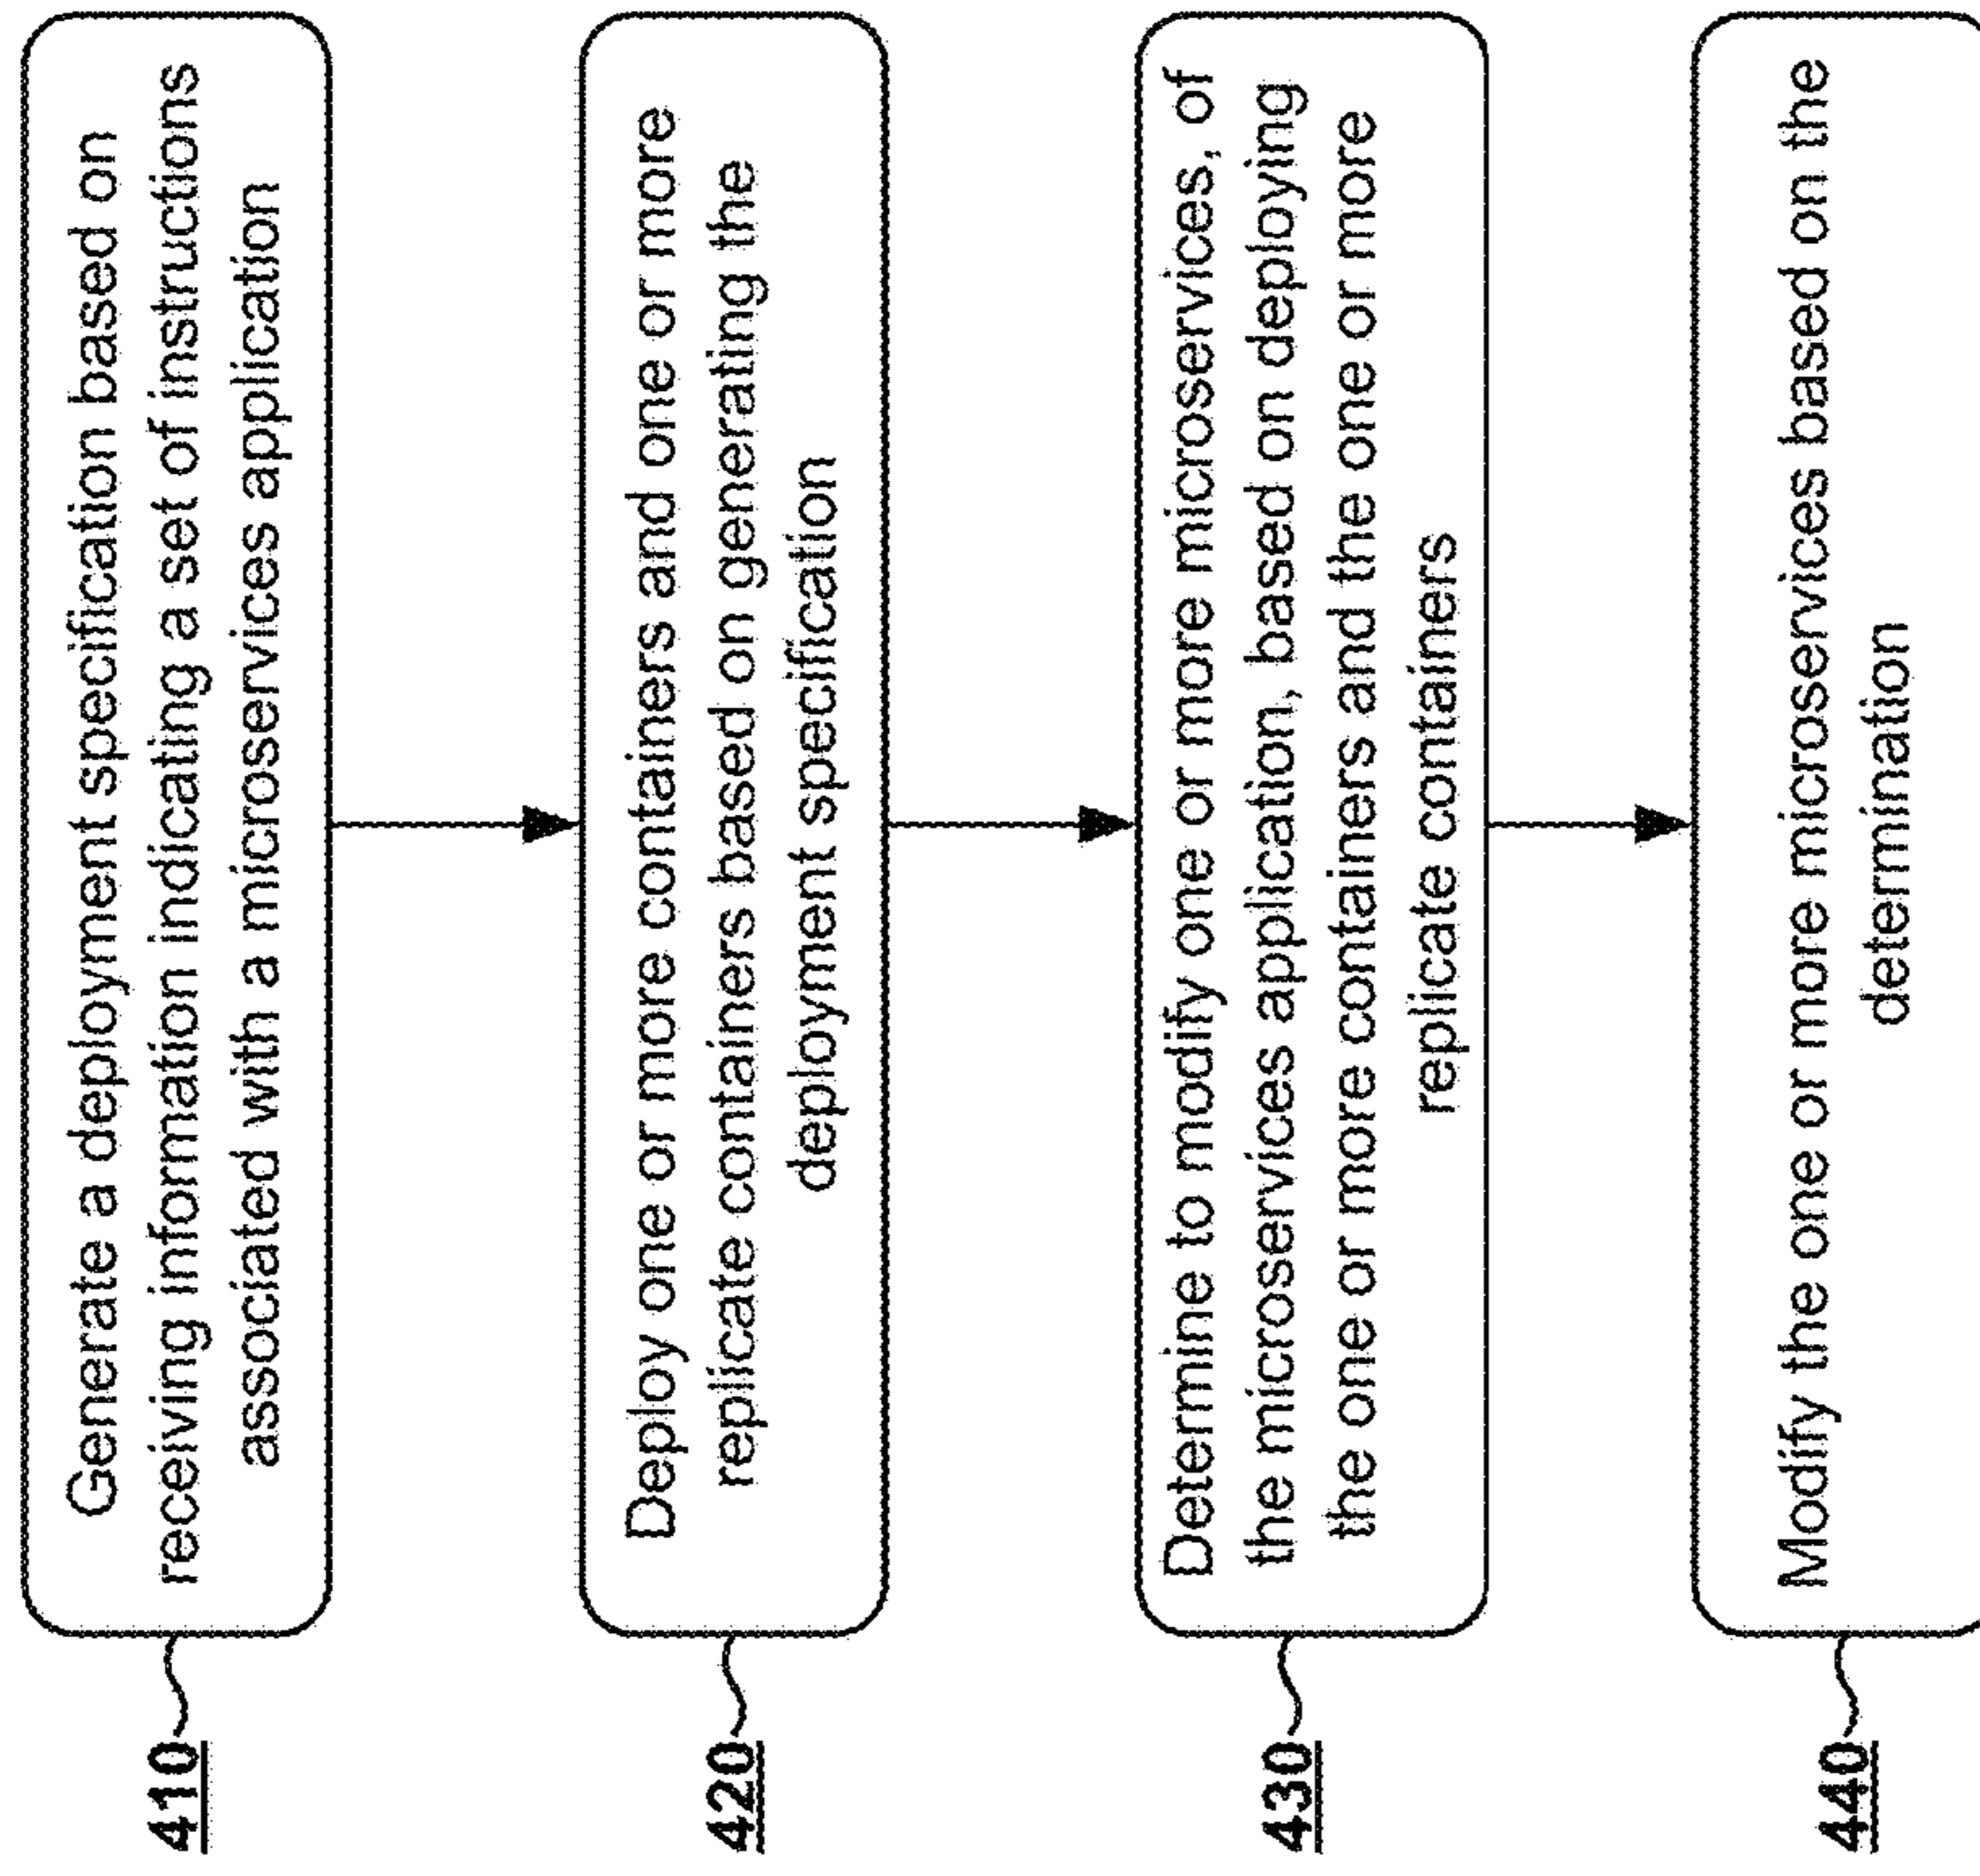 410
Generate a deployment specification based on
receiving information indicating a set of instructions
associated with a microservices application
420
Deploy one or more containers and one or more
replicate containers based on generating the
deployment specification
430
Determine to modify one or more microservices, of
the microservices application, based on deploying
the one or more containers and the one or more
replicate containers
440
Modify the one or more microservices based on the
determination